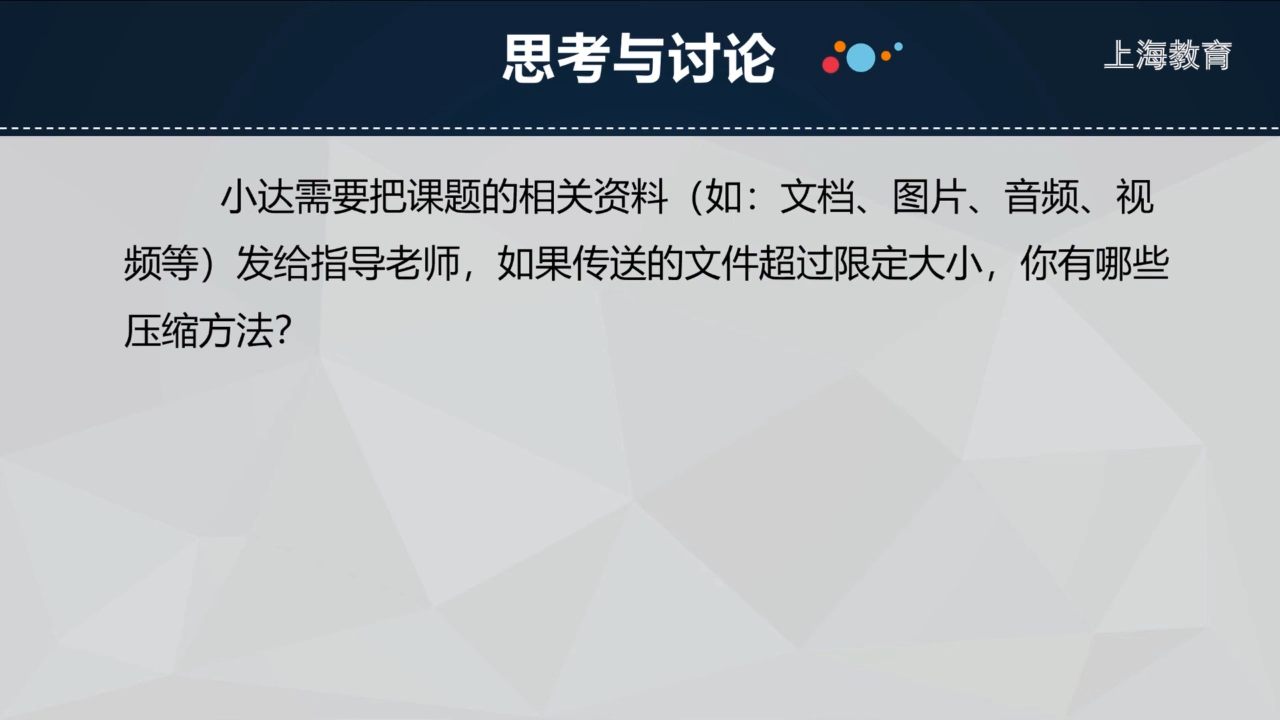 思考与讨论
上海教育
小达需要把课题的相关资料（如：文档、图片、音频、视
频等）发给指导老师，如果传送的文件超过限定大小，你有哪些
压缩方法？